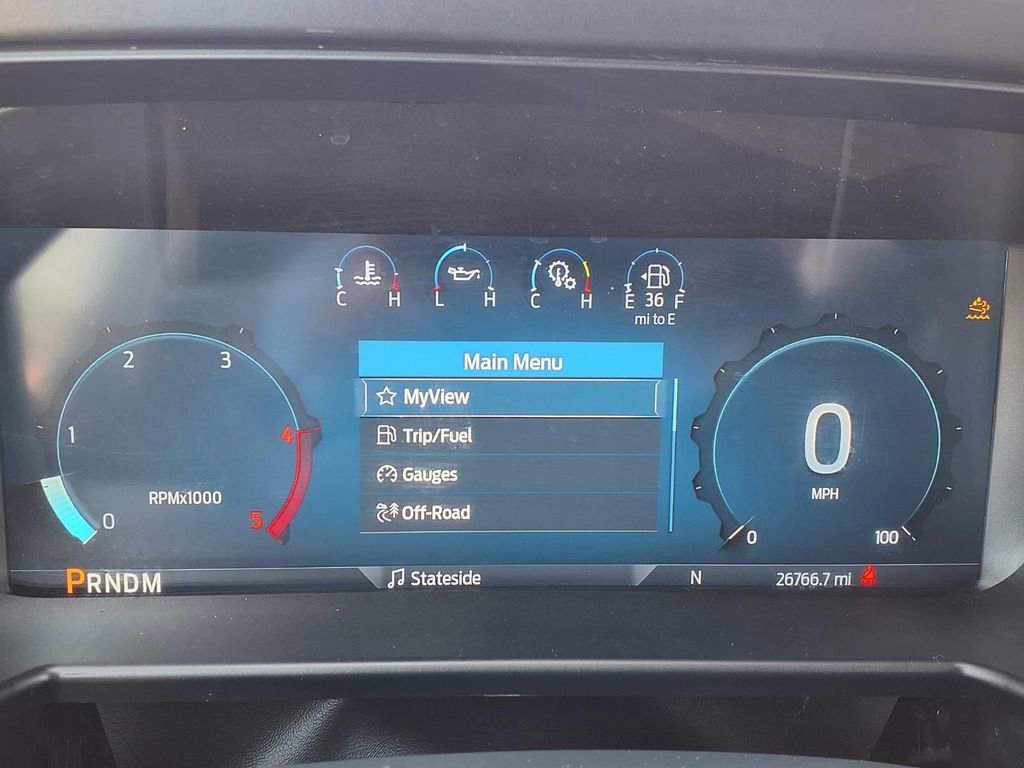 C H
L H
C H
E 36 F
mi to E
Main Menu
MyView
Trip/Fuel
Gauges
Off-Road
2 3
1 4
0 5
RPMx1000
0
MPH
0 100
PRNDM
Stateside
N
26766.7 mi